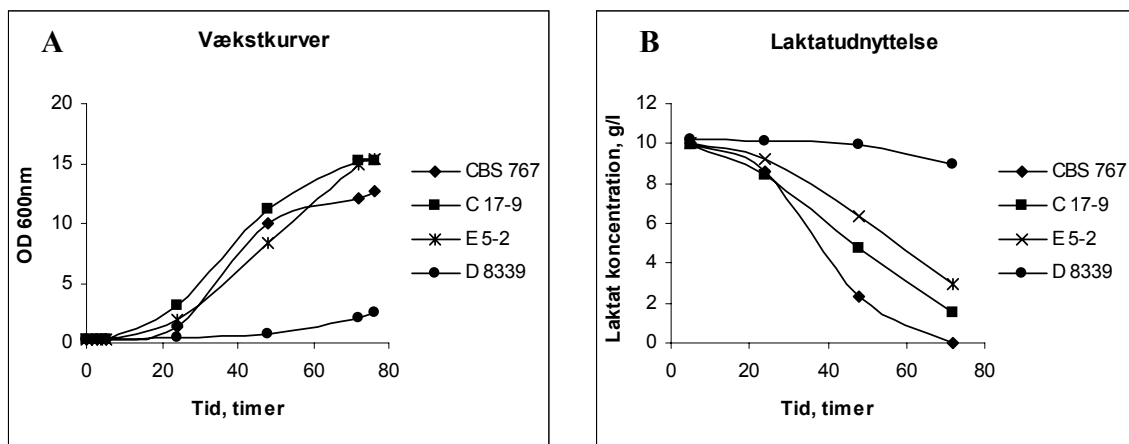 A
Vækstkurver
OD 600nm
20
15
10
5
0
0 20 40 60 80
Tid, timer
CBS 767
C 17-9
E 5-2
D 8339
B
Laktatudnyttelse
Laktat koncentration, g/l
12
10
8
6
4
2
0
0 20 40 60 80
Tid, timer
CBS 767
C 17-9
E 5-2
D 8339